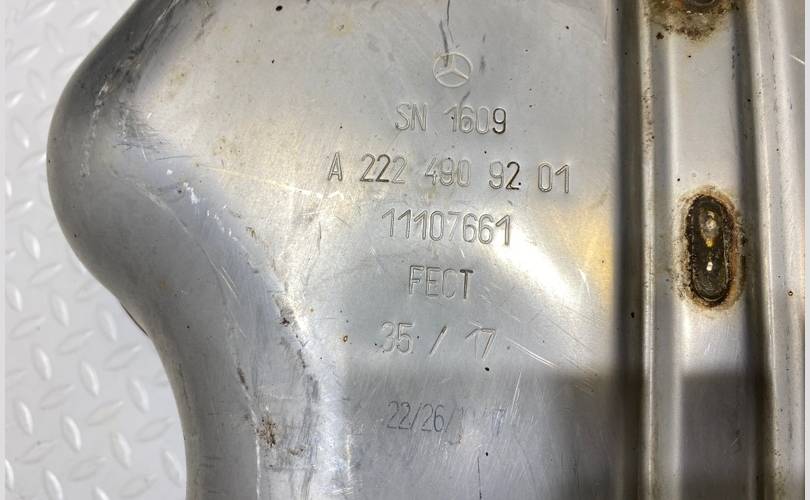 SN 1609
A 222 490 92 01
11107661
FECT
35 / 17